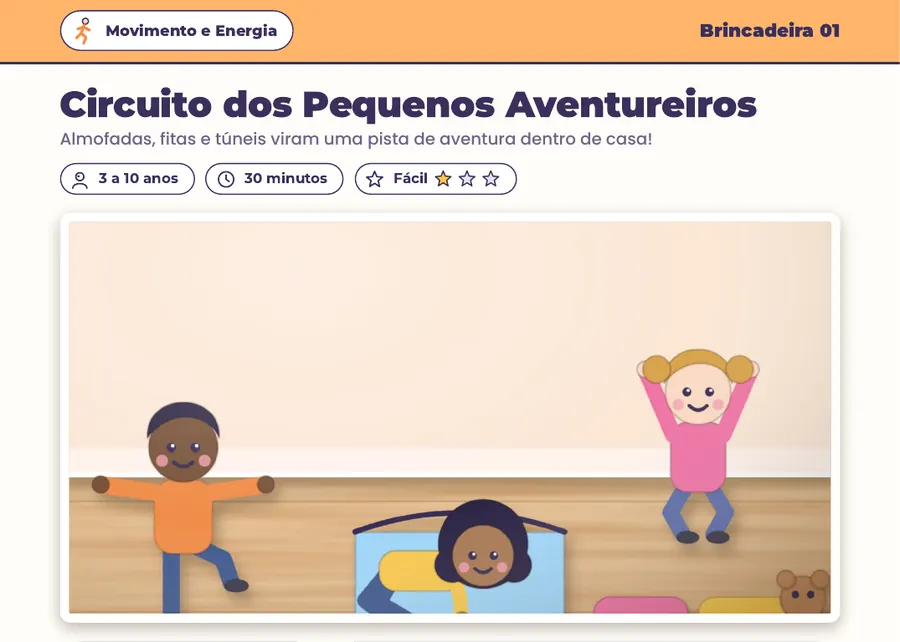 Movimento e Energia
Brincadeira 01
Circuito dos Pequenos Aventureiros
Almofadas, fitas e túneis viram uma pista de aventura dentro de casa!
3 a 10 anos
30 minutos
Fácil